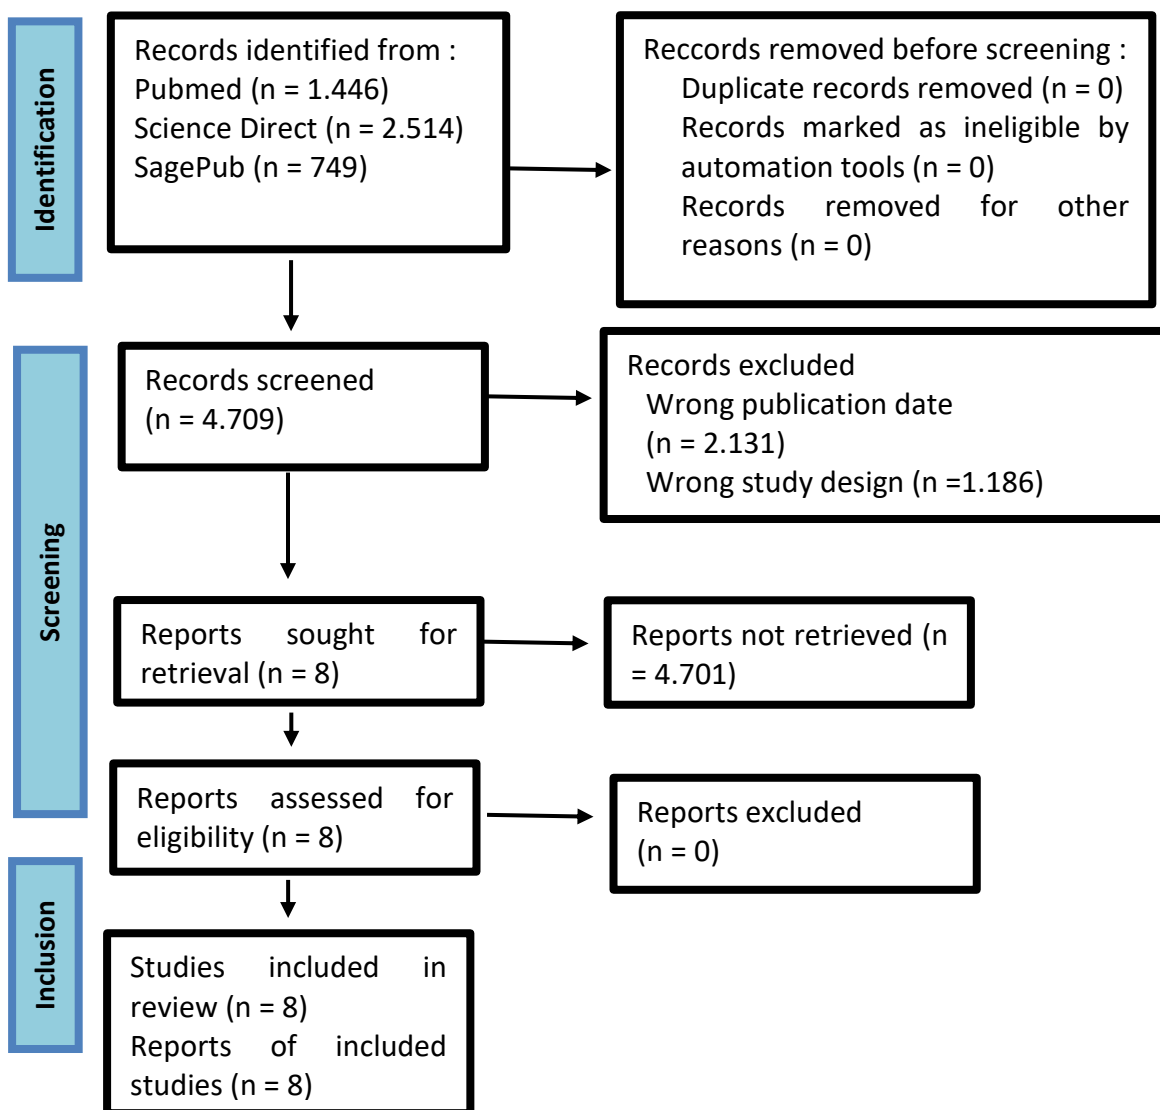 Identification
Records identified from :
Pubmed (n = 1.446)
Science Direct (n = 2.514)
SagePub (n = 749)
Reccords removed before screening :
Duplicate records removed (n = 0)
Records marked as ineligible by
automation tools (n = 0)
Records removed for other
reasons (n = 0)
Screening
Records screened
(n = 4.709)
Records excluded
Wrong publication date
(n = 2.131)
Wrong study design (n =1.186)
Reports sought for
retrieval (n = 8)
Reports not retrieved (n
= 4.701)
Reports assessed for
eligibility (n = 8)
Reports excluded
(n = 0)
Inclusion
Studies included in
review (n = 8)
Reports of included
studies (n = 8)